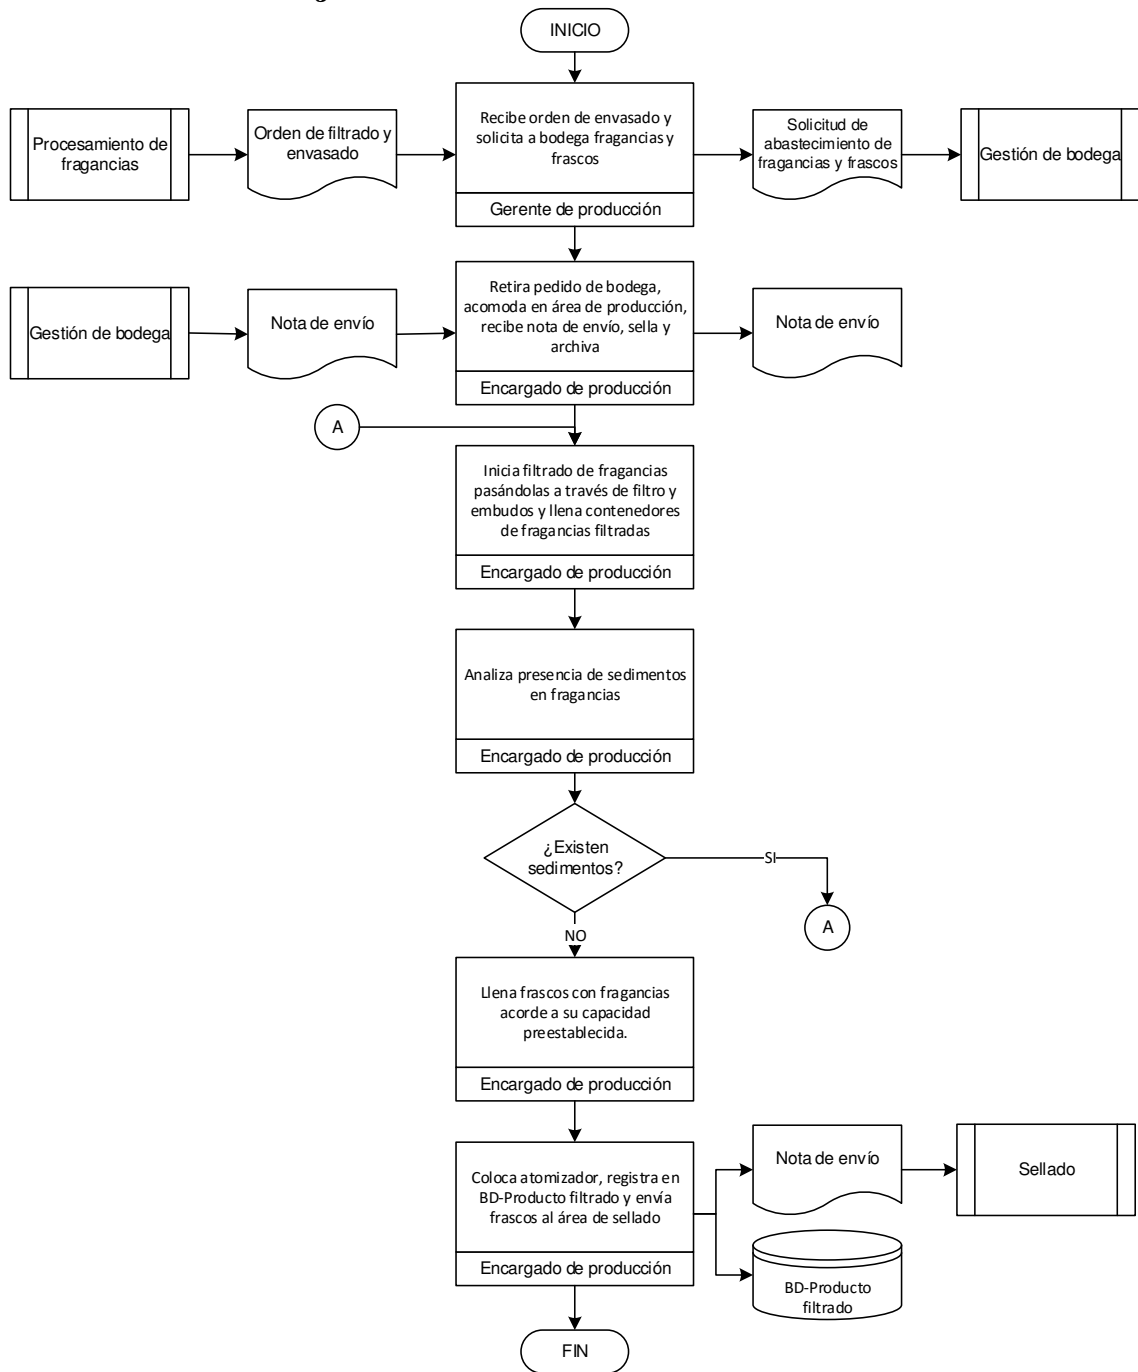 INICIO
Procesamiento de
fragancias
Orden de filtrado y
envasado
Recibe orden de envasado y
solicita a bodega fragancias y
frascos
Gerente de producción
Solicitud de
abastecimiento de
fragancias y frascos
Gestión de bodega
Gestión de bodega
Nota de envío
Retira pedido de bodega,
acomoda en área de producción,
recibe nota de envío, sella y
archiva
Encargado de producción
Nota de envío
A
Inicia filtrado de fragancias
pasándolas a través de filtro y
embudos y llena contenedores
de fragancias filtradas
Encargado de producción
Analiza presencia de sedimentos
en fragancias
Encargado de producción
¿Existen
sedimentos?
SI
A
NO
Llena frascos con fragancias
acorde a su capacidad
preestablecida.
Encargado de producción
Coloca atomizador, registra en
BD-Producto filtrado y envía
frascos al área de sellado
Encargado de producción
Nota de envío
Sellado
BD-Producto
filtrado
FIN